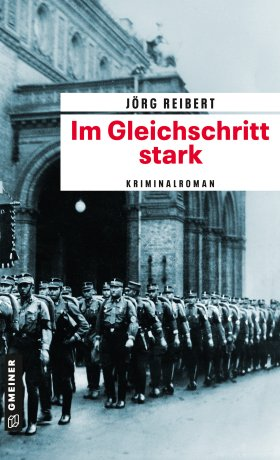 JÖRG REIBERT
Im Gleichschritt
stark
KRIMINALROMAN
GMEINER